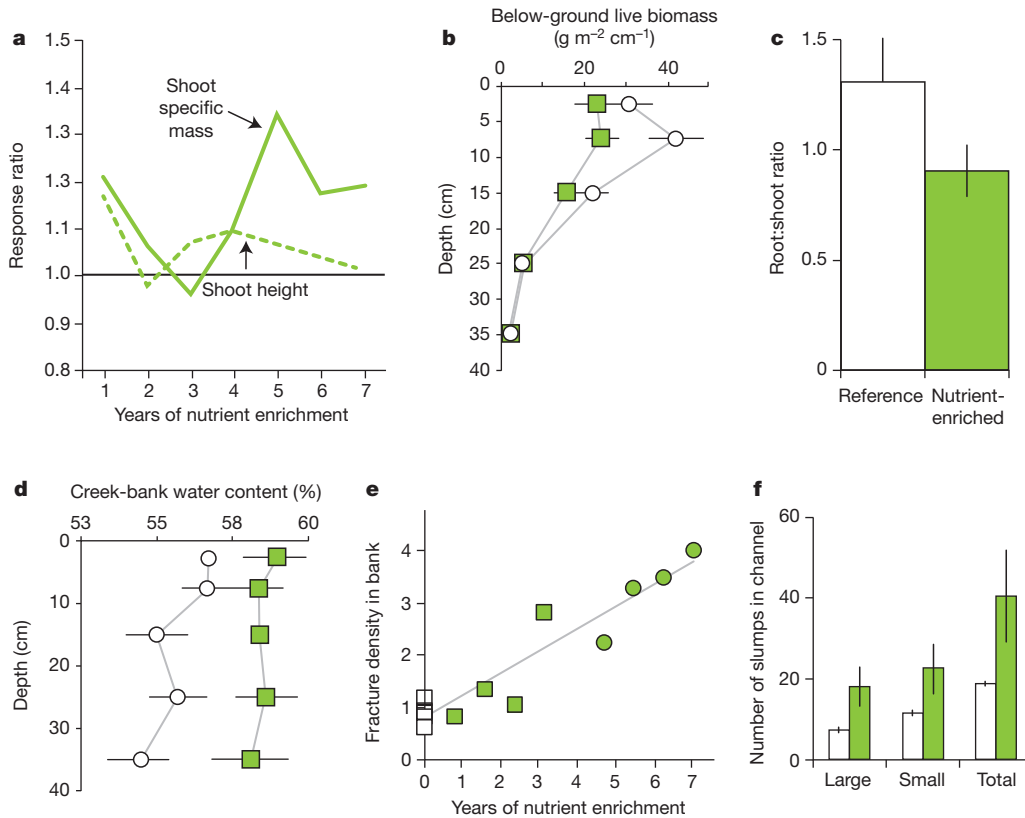 a
1.5
1.4
1.3
1.3
1.1
1.0
0.9
0.8
Response ratio
Shoot
specific
mass
Shoot height
1 2 3 4 5 6 7
Years of nutrient enrichment
b
Below-ground live biomass
(g m⁻² cm⁻¹)
0 20 40
0
5
10
15
20
25
30
35
40
Depth (cm)
c
1.5
1.0
0.5
0
Root:shoot ratio
Reference
Nutrient-
enriched
d
Creek-bank water content (%)
53 55 58 60
0
10
20
30
40
Depth (cm)
e
4
3
2
1
0
Fracture density in bank
0 1 2 3 4 5 6 7
Years of nutrient enrichment
f
60
40
20
0
Number of slumps in channel
Large Small Total